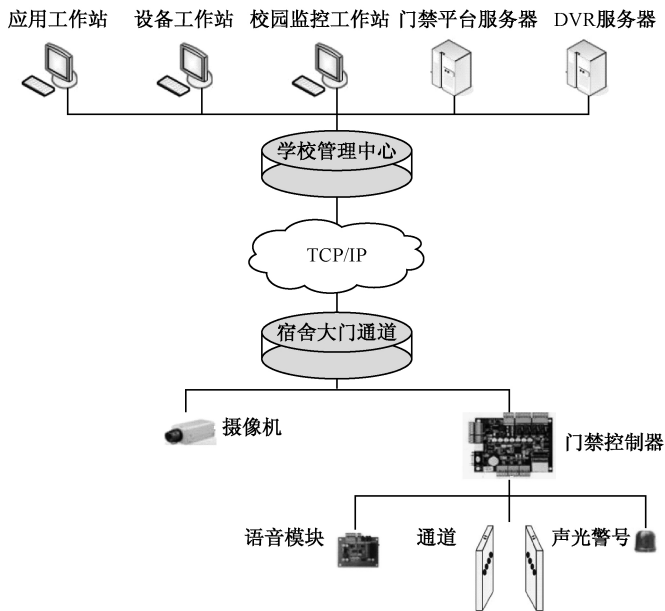 应用工作站 设备工作站 校园监控工作站 门禁平台服务器 DVR服务器
学校管理中心
TCP/IP
宿舍大门通道
摄像机
门禁控制器
语音模块 通道 声光警号